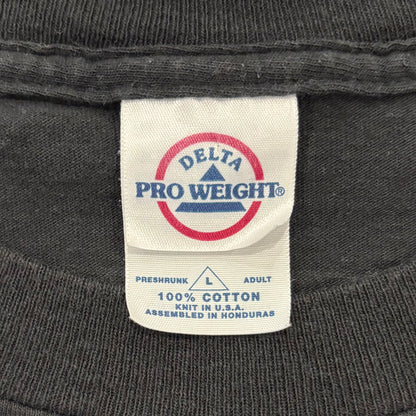 DELTA
PRO WEIGHT®
PRESHRUNK L ADULT
100% COTTON
KNIT IN U.S.A.
ASSEMBLED IN HONDURAS